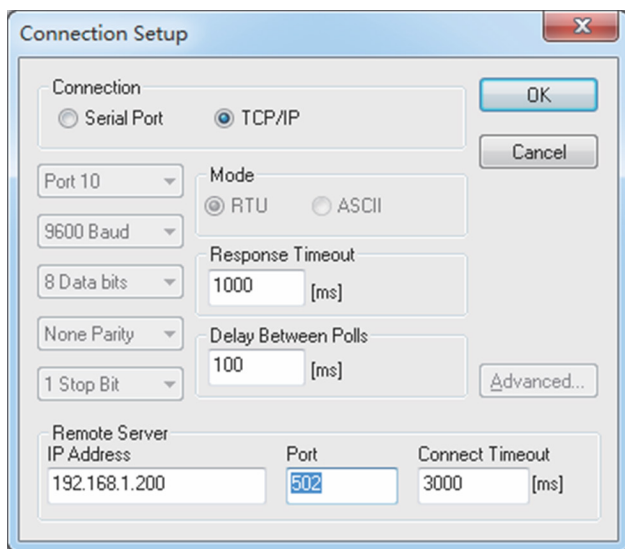 Connection Setup
Connection
Serial Port
TCP/IP
OK
Cancel
Port 10
Mode
RTU
ASCII
9600 Baud
Response Timeout
1000 [ms]
8 Data bits
None Parity
Delay Between Polls
100 [ms]
1 Stop Bit
Advanced...
Remote Server
IP Address
Port
Connect Timeout
192.168.1.200
502
3000 [ms]